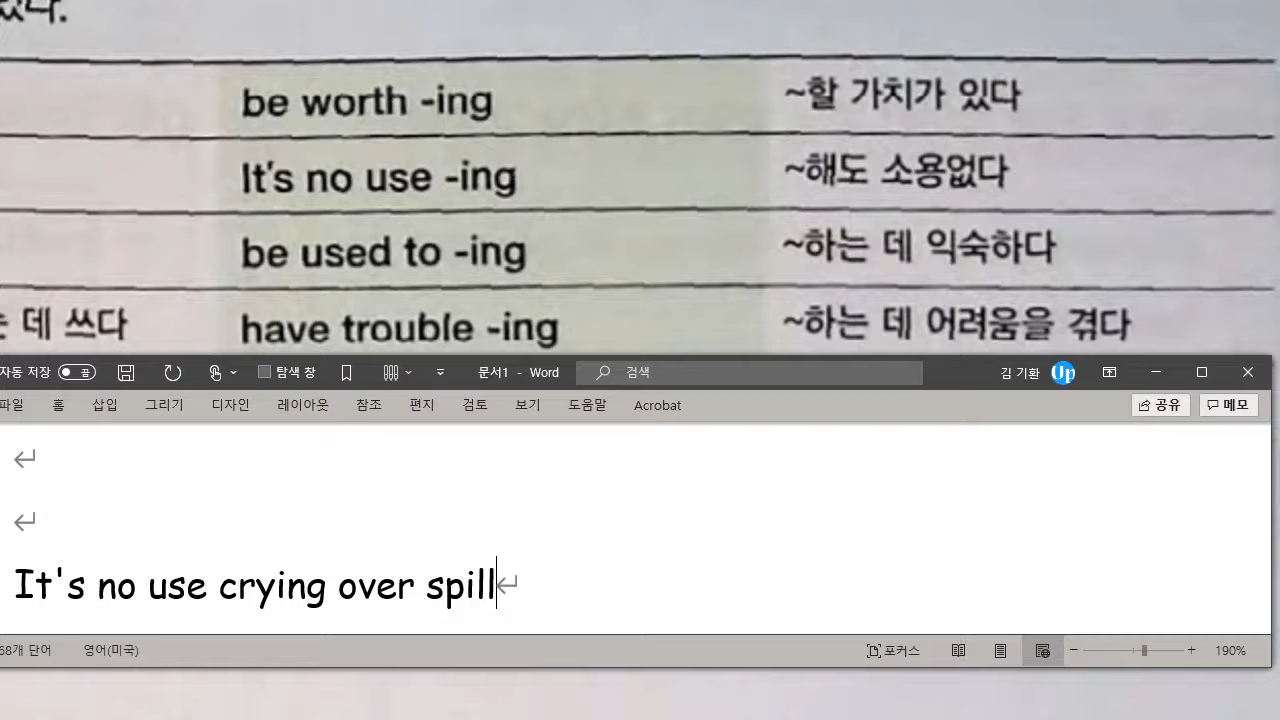 있다.
be worth -ing ~할 가치가 있다
It's no use -ing ~해도 소용없다
be used to -ing ~하는 데 익숙하다
는 데 쓰다 have trouble -ing ~하는 데 어려움을 겪다
자동 저장 끔 탐색 창 문서1 - Word 검색 김 기환 Up
파일 홈 삽입 그리기 디자인 레이아웃 참조 편지 검토 보기 도움말 Acrobat 공유 메모
It's no use crying over spill
68개 단어 영어(미국) 포커스 190%